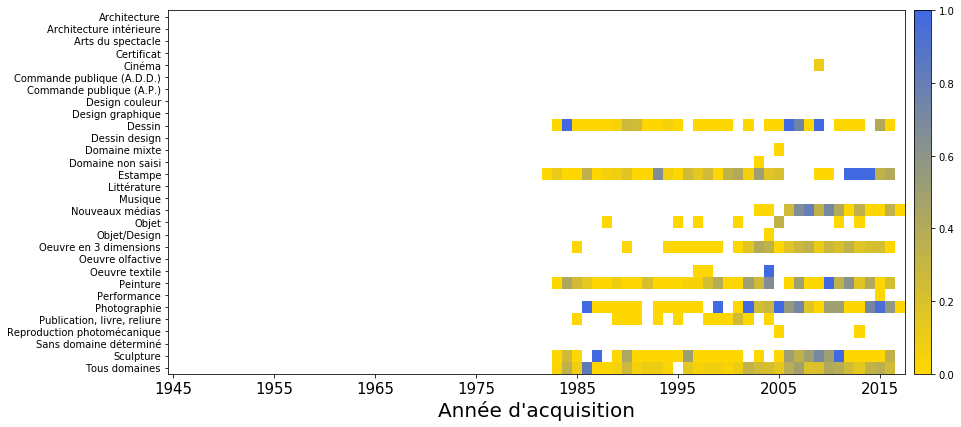 Architecture
Architecture intérieure
Arts du spectacle
Certificat
Cinéma
Commande publique (A.D.D.)
Commande publique (A.P.)
Design couleur
Design graphique
Dessin
Dessin design
Domaine mixte
Domaine non saisi
Estampe
Littérature
Musique
Nouveaux médias
Objet
Objet/Design
Oeuvre en 3 dimensions
Oeuvre olfactive
Oeuvre textile
Peinture
Performance
Photographie
Publication, livre, reliure
Reproduction photomécanique
Sans domaine déterminé
Sculpture
Tous domaines
1945 1955 1965 1975 1985 1995 2005 2015
Année d'acquisition
1.0
0.8
0.6
0.4
0.2
0.0